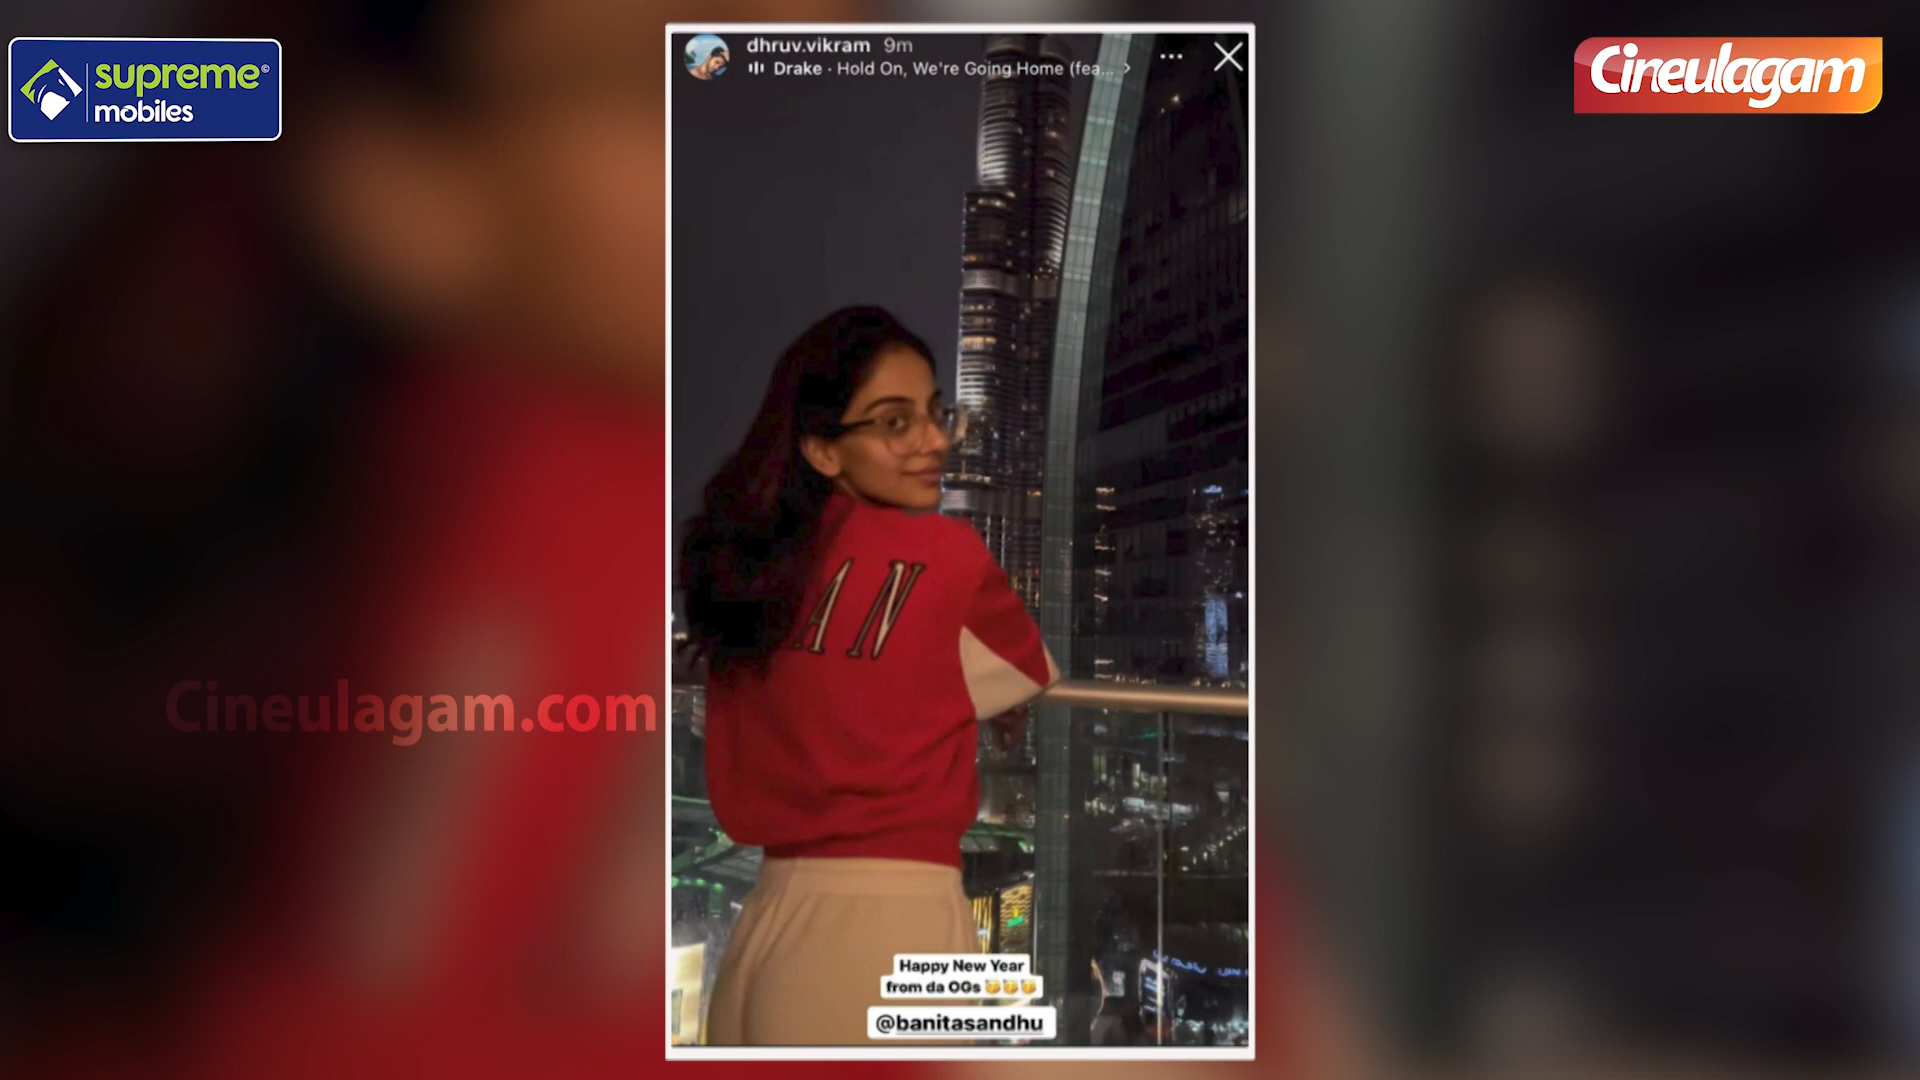 supreme©
mobiles
Cineulagam
dhruv.vikram 9m
Drake · Hold On, We're Going Home (fea... >
AN
Cineulagam.com
Happy New Year
from da OGs 🥳🥳🥳
@banitasandhu